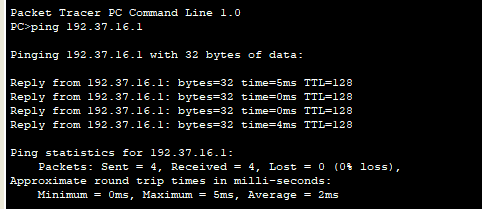 Packet Tracer PC Command Line 1.0
PC>ping 192.37.16.1
Pinging 192.37.16.1 with 32 bytes of data:
Reply from 192.37.16.1: bytes=32 time=5ms TTL=128
Reply from 192.37.16.1: bytes=32 time=0ms TTL=128
Reply from 192.37.16.1: bytes=32 time=0ms TTL=128
Reply from 192.37.16.1: bytes=32 time=4ms TTL=128
Ping statistics for 192.37.16.1:
Packets: Sent = 4, Received = 4, Lost = 0 (0% loss),
Approximate round trip times in milli-seconds:
Minimum = 0ms, Maximum = 5ms, Average = 2ms